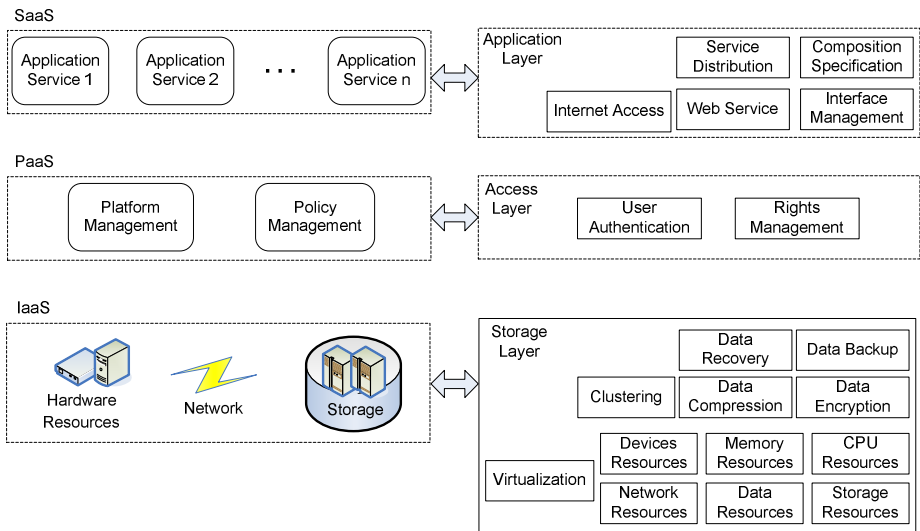 SaaS
Application
Service 1
Application
Service 2
. . .
Application
Service n
Application
Layer
Service
Distribution
Composition
Specification
Internet Access
Web Service
Interface
Management
PaaS
Platform
Management
Policy
Management
Access
Layer
User
Authentication
Rights
Management
IaaS
Hardware
Resources
Network
Storage
Storage
Layer
Data
Recovery
Data Backup
Clustering
Data
Compression
Data
Encryption
Virtualization
Devices
Resources
Memory
Resources
CPU
Resources
Network
Resources
Data
Resources
Storage
Resources